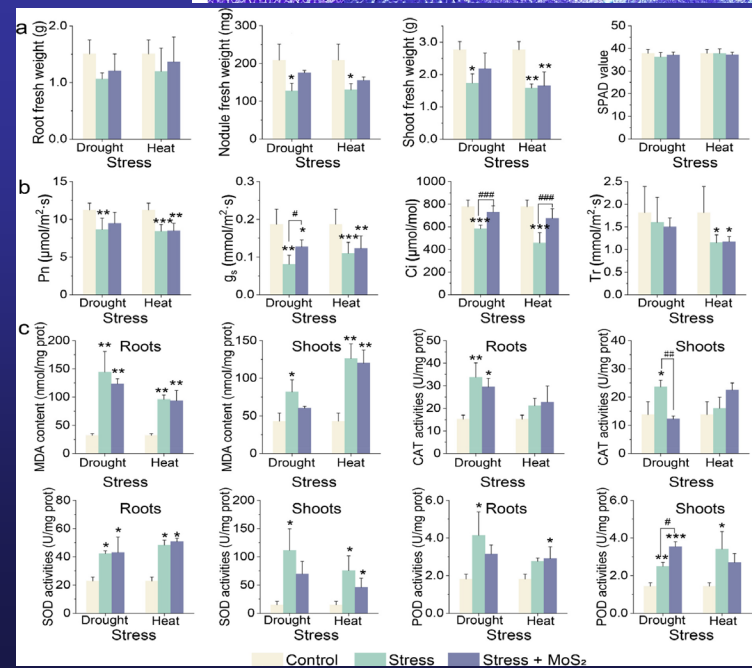 a
Root fresh weight (g)
1.8
1.2
0.6
0.0
Drought Heat
Stress
Nodule fresh weight (mg)
300
200
100
0
Drought Heat
Stress
*
*
Shoot fresh weight (g)
3.0
2.0
1.0
0.0
Drought Heat
Stress
*
** **
SPAD value
50
40
30
20
10
0
Drought Heat
Stress
b
Pn (μmol/m²·s)
15
10
5
0
Drought Heat
Stress
**
*** **
gs (mmol/m²·s)
0.3
0.2
0.1
0.0
Drought Heat
Stress
#
** *
*** **
Ci (μmol/mol)
1000
800
600
400
200
0
Drought Heat
Stress
### ###
*** ***
Tr (mmol/m²·s)
2.5
2.0
1.5
1.0
0.5
0.0
Drought Heat
Stress
* *
c
Roots
MDA content (nmol/mg prot)
200
150
100
50
0
Drought Heat
Stress
** **
** **
Shoots
MDA content (nmol/mg prot)
150
100
50
0
Drought Heat
Stress
*
** **
Roots
CAT activities (U/mg prot)
50
40
30
20
10
0
Drought Heat
Stress
** *
Shoots
CAT activities (U/mg prot)
40
30
20
10
0
Drought Heat
Stress
##
*
Roots
SOD activities (U/mg prot)
80
60
40
20
0
Drought Heat
Stress
* *
* *
Shoots
SOD activities (U/mg prot)
200
150
100
50
0
Drought Heat
Stress
*
* *
Roots
POD activities (U/mg prot)
6.0
4.0
2.0
0.0
Drought Heat
Stress
*
*
Shoots
POD activities (U/mg prot)
6.0
4.0
2.0
0.0
Drought Heat
Stress
#
** ***
*
Control Stress Stress + MoS₂